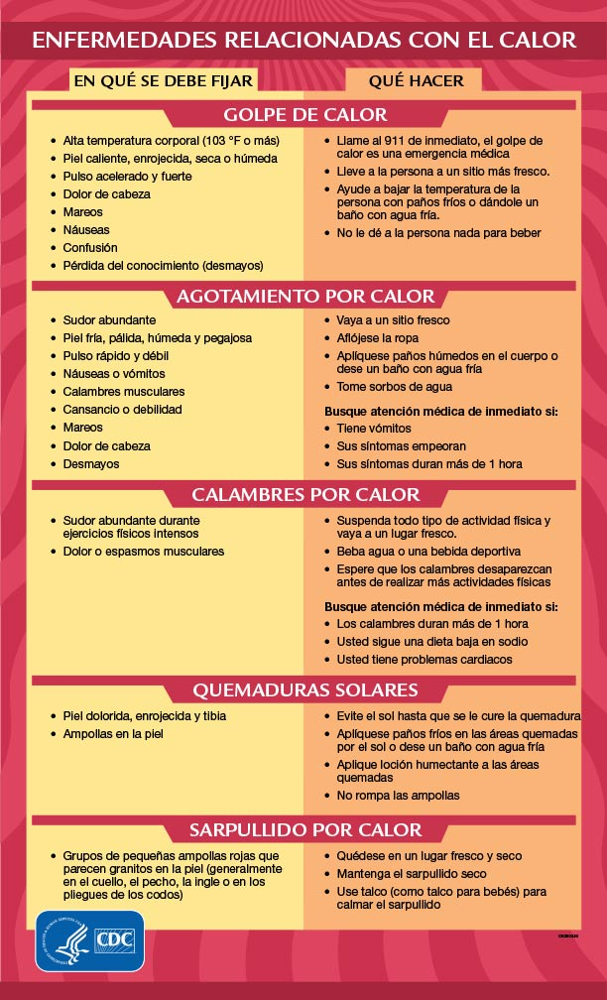 ENFERMEDADES RELACIONADAS CON EL CALOR
EN QUÉ SE DEBE FIJAR
QUÉ HACER
GOLPE DE CALOR
• Alta temperatura corporal (103 °F o más)
• Piel caliente, enrojecida, seca o húmeda
• Pulso acelerado y fuerte
• Dolor de cabeza
• Mareos
• Náuseas
• Confusión
• Pérdida del conocimiento (desmayos)
• Llame al 911 de inmediato, el golpe de
calor es una emergencia médica
• Lleve a la persona a un sitio más fresco.
• Ayude a bajar la temperatura de la
persona con paños fríos o dándole un
baño con agua fría.
• No le dé a la persona nada para beber
AGOTAMIENTO POR CALOR
• Sudor abundante
• Piel fría, pálida, húmeda y pegajosa
• Pulso rápido y débil
• Náuseas o vómitos
• Calambres musculares
• Cansancio o debilidad
• Mareos
• Dolor de cabeza
• Desmayos
• Vaya a un sitio fresco
• Aflójese la ropa
• Aplíquese paños húmedos en el cuerpo o
dese un baño con agua fría
• Tome sorbos de agua
Busque atención médica de inmediato si:
• Tiene vómitos
• Sus síntomas empeoran
• Sus síntomas duran más de 1 hora
CALAMBRES POR CALOR
• Sudor abundante durante
ejercicios físicos intensos
• Dolor o espasmos musculares
• Suspenda todo tipo de actividad física y
vaya a un lugar fresco.
• Beba agua o una bebida deportiva
• Espere que los calambres desaparezcan
antes de realizar más actividades físicas
Busque atención médica de inmediato si:
• Los calambres duran más de 1 hora
• Usted sigue una dieta baja en sodio
• Usted tiene problemas cardiacos
QUEMADURAS SOLARES
• Piel dolorida, enrojecida y tibia
• Ampollas en la piel
• Evite el sol hasta que se le cure la quemadura
• Aplíquese paños fríos en las áreas quemadas
por el sol o dese un baño con agua fría
• Aplique loción humectante a las áreas
quemadas
• No rompa las ampollas
SARPULLIDO POR CALOR
• Grupos de pequeñas ampollas rojas que
parecen granitos en la piel (generalmente
en el cuello, el pecho, la ingle o en los
pliegues de los codos)
• Quédese en un lugar fresco y seco
• Mantenga el sarpullido seco
• Use talco (como talco para bebés) para
calmar el sarpullido
CDC